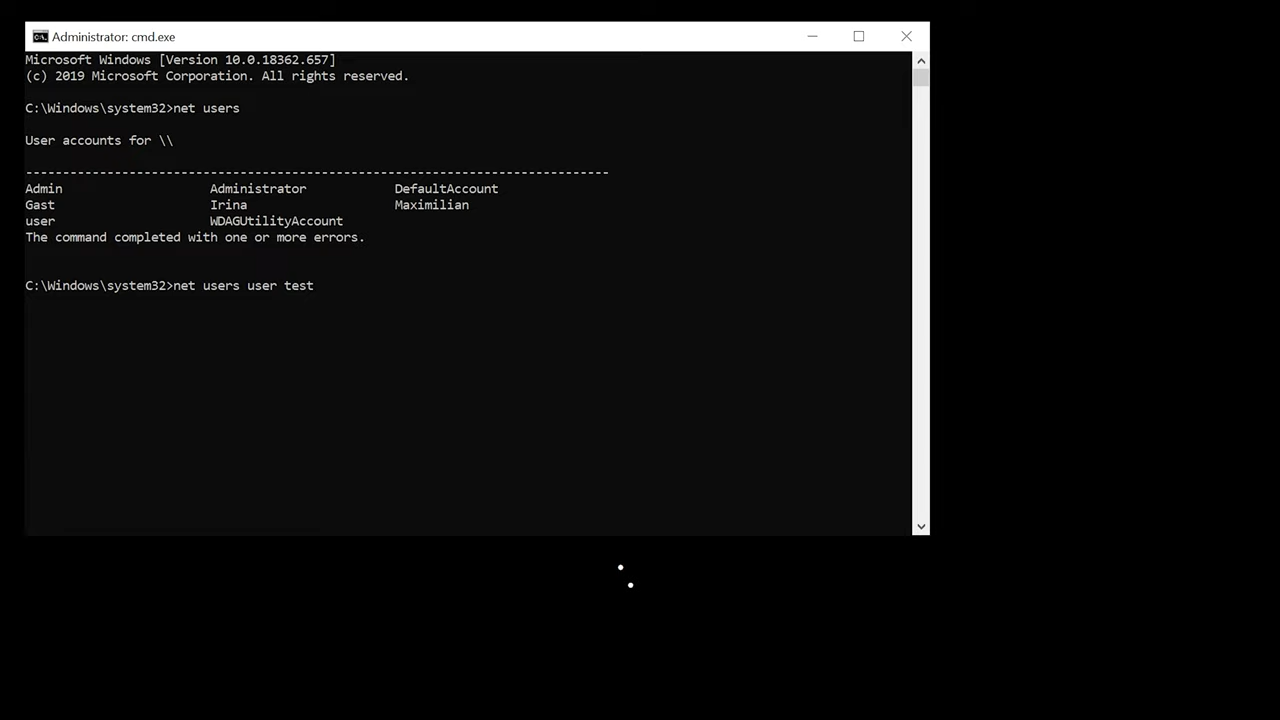 Administrator: cmd.exe
Microsoft Windows [Version 10.0.18362.657]
(c) 2019 Microsoft Corporation. All rights reserved.
C:\Windows\system32>net users
User accounts for \\
-------------------------------------------------------------------------------
Admin Administrator DefaultAccount
Gast Irina Maximilian
user WDAGUtilityAccount
The command completed with one or more errors.
C:\Windows\system32>net users user test